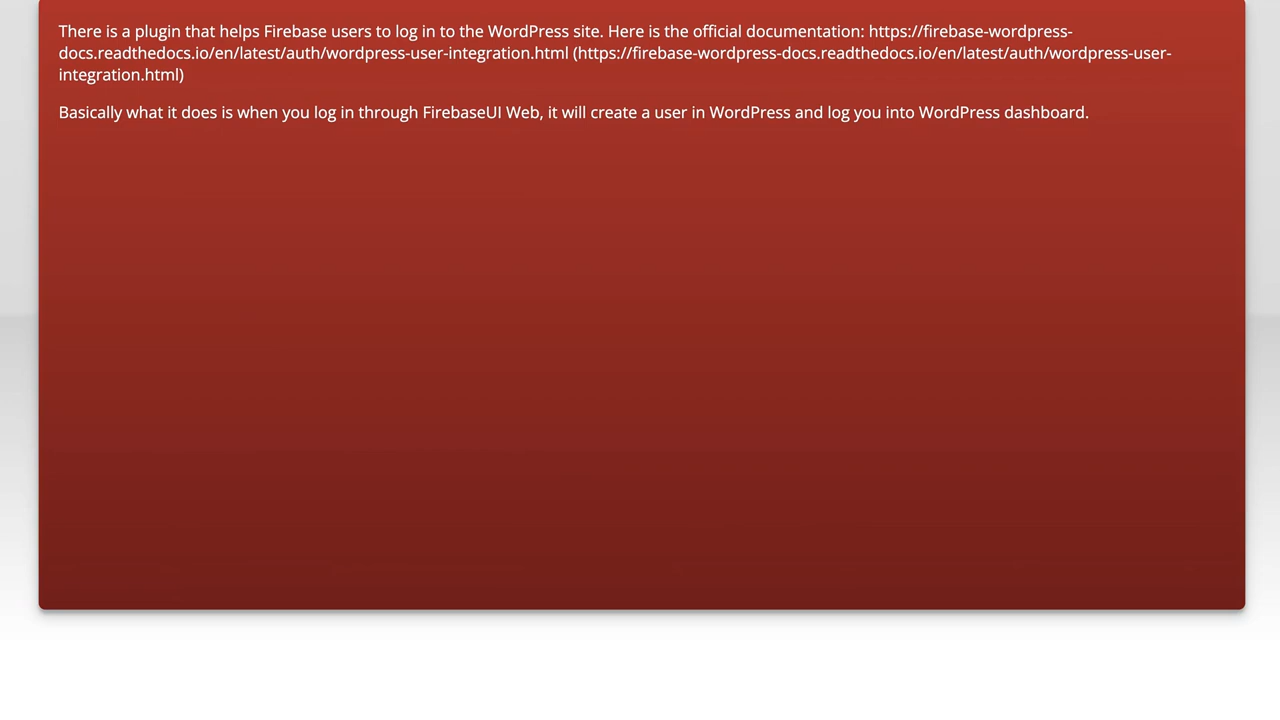 There is a plugin that helps Firebase users to log in to the WordPress site. Here is the official documentation: https://firebase-wordpress-
docs.readthedocs.io/en/latest/auth/wordpress-user-integration.html (https://firebase-wordpress-docs.readthedocs.io/en/latest/auth/wordpress-user-
integration.html)
Basically what it does is when you log in through FirebaseUI Web, it will create a user in WordPress and log you into WordPress dashboard.